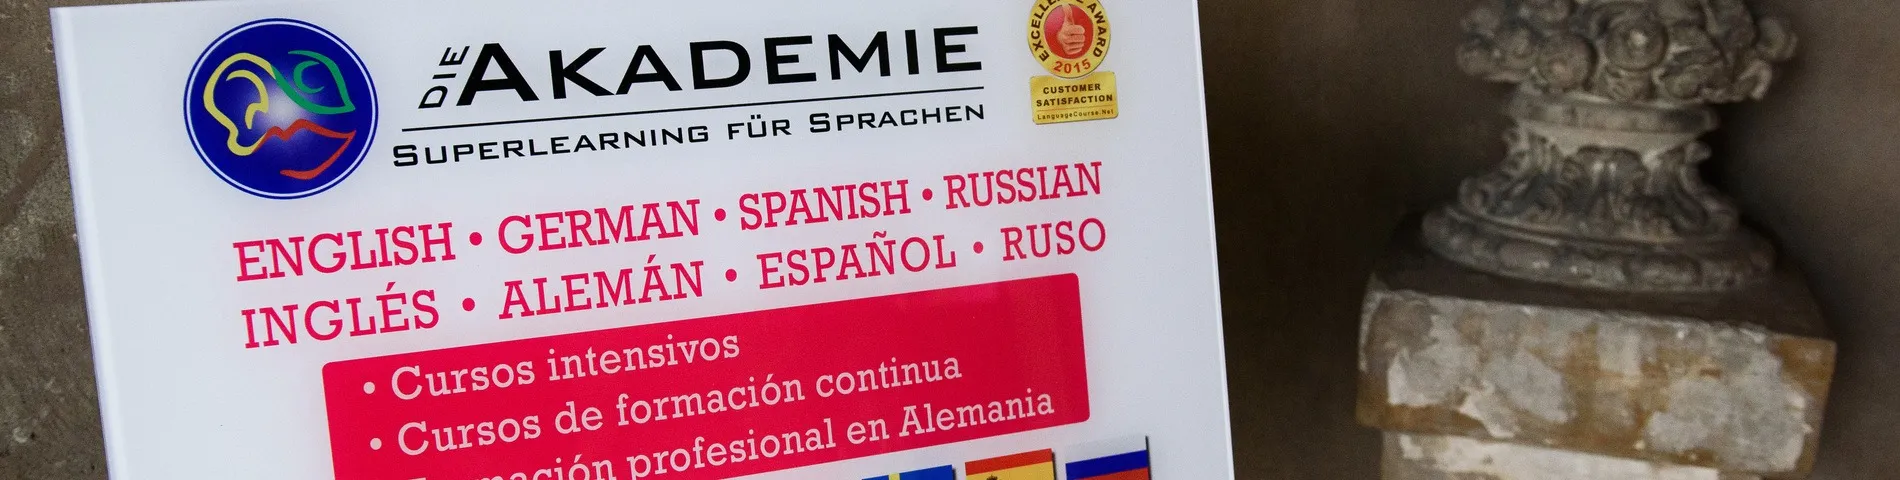 DIE AKADEMIE
SUPERLEARNING FÜR SPRACHEN
EXCELLENCE AWARD
2015
CUSTOMER
SATISFACTION
LanguageCourse.Net
ENGLISH • GERMAN • SPANISH • RUSSIAN
INGLÉS • ALEMÁN • ESPAÑOL • RUSO
• Cursos intensivos
• Cursos de formación continua
Formación profesional en Alemania